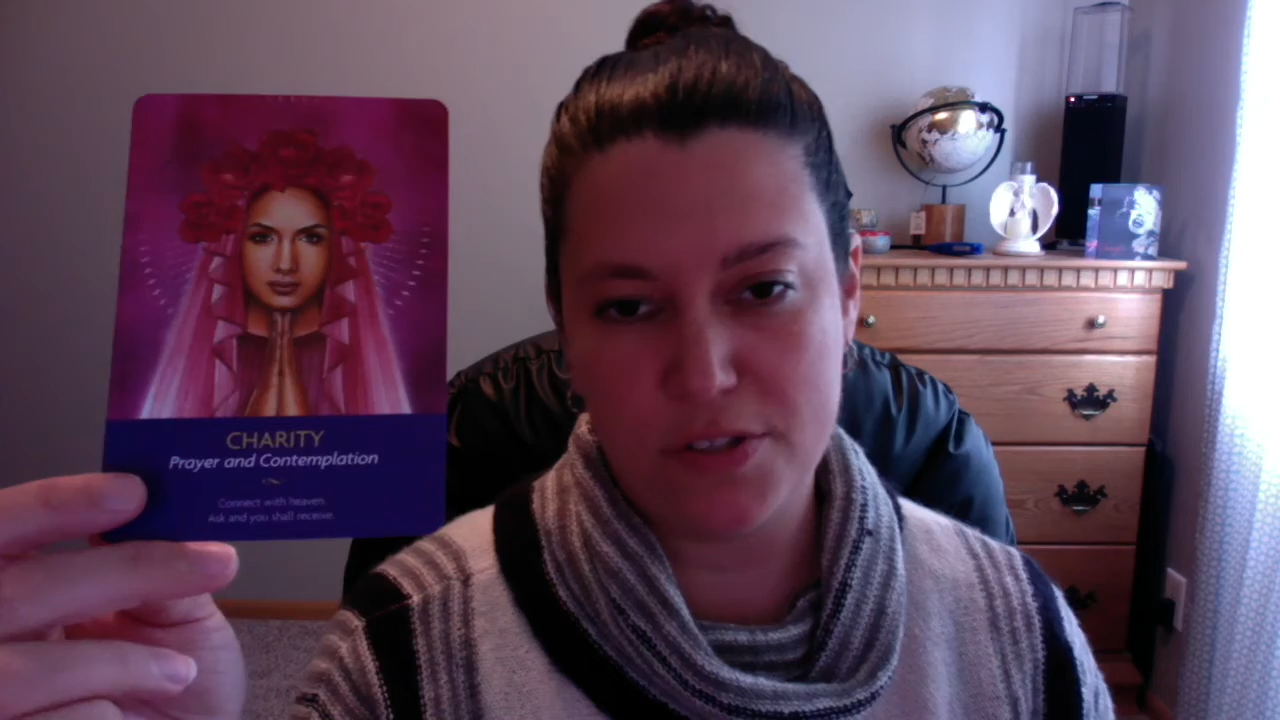 CHARITY
Prayer and Contemplation
Connect with heaven.
Ask and you shall receive.